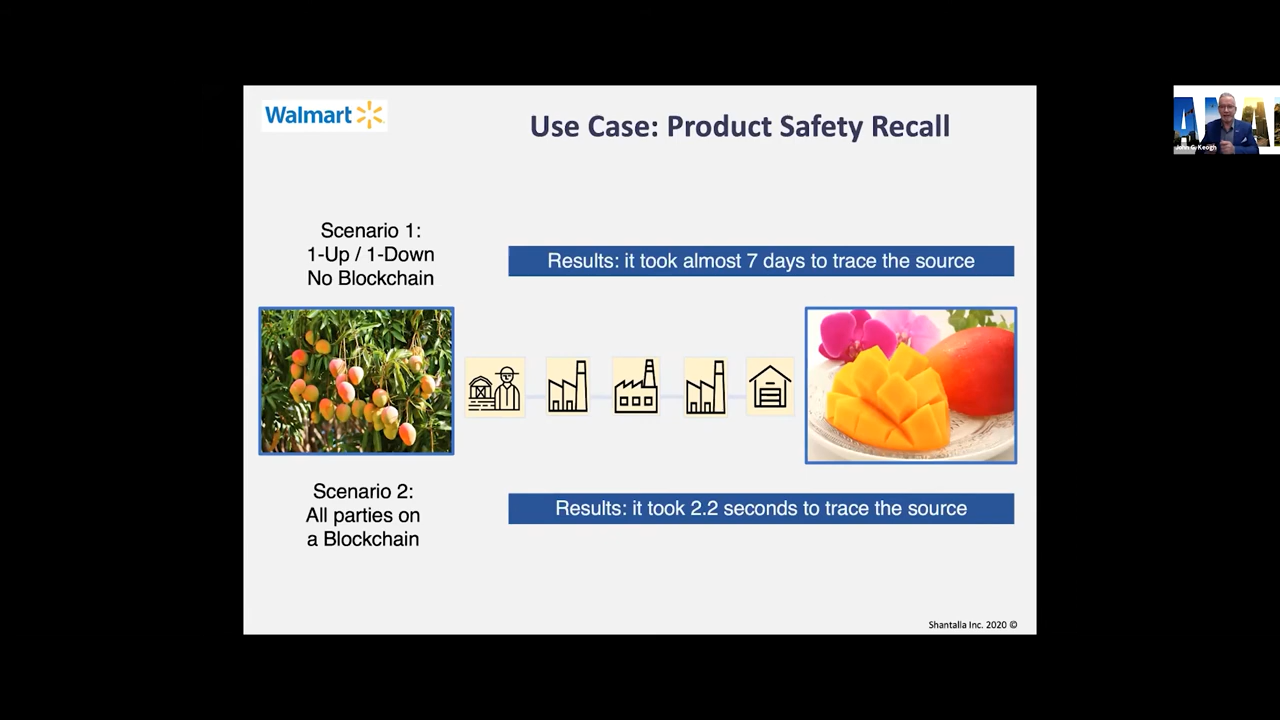 Walmart
Use Case: Product Safety Recall
Scenario 1:
1-Up / 1-Down
No Blockchain
Results: it took almost 7 days to trace the source
Scenario 2:
All parties on
a Blockchain
Results: it took 2.2 seconds to trace the source
Shantalla Inc. 2020 ©
John G. Keogh